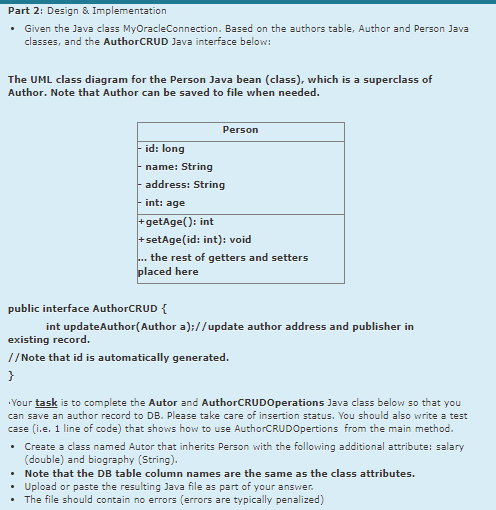 Part 2: Design & Implementation
• Given the Java class MyOracleConnection. Based on the authors table, Author and Person Java
classes, and the AuthorCRUD Java interface below:
The UML class diagram for the Person Java bean (class), which is a superclass of
Author. Note that Author can be saved to file when needed.
Person
- id: long
- name: String
- address: String
- int: age
+getAge(): int
+setAge(id: int): void
... the rest of getters and setters
placed here
public interface AuthorCRUD {
int updateAuthor(Author a);//update author address and publisher in
existing record.
//Note that id is automatically generated.
}
·Your task is to complete the Autor and AuthorCRUDOperations Java class below so that you
can save an author record to DB. Please take care of insertion status. You should also write a test
case (i.e. 1 line of code) that shows how to use AuthorCRUDOpertions from the main method.
• Create a class named Autor that inherits Person with the following additional attribute: salary
(double) and biography (String).
• Note that the DB table column names are the same as the class attributes.
• Upload or paste the resulting Java file as part of your answer.
• The file should contain no errors (errors are typically penalized)